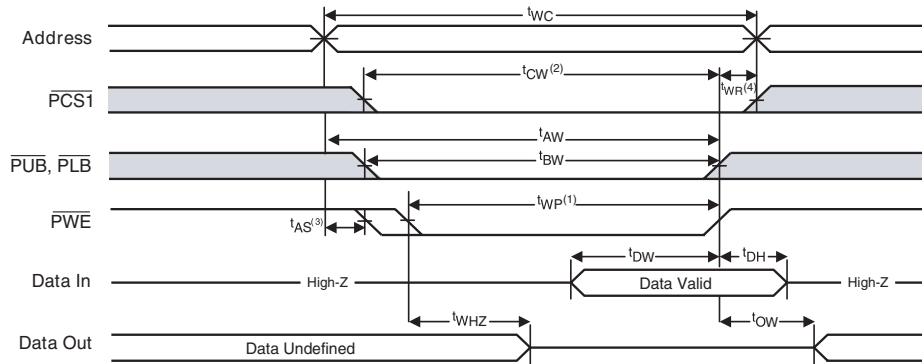 tWC
Address
tCW(2)
tWR(4)
PCS1
tAW
PUB, PLB
tBW
tWP(1)
PWE
tAS(3)
tDW
tDH
Data In
High-Z
Data Valid
High-Z
tWHZ
tOW
Data Out
Data Undefined